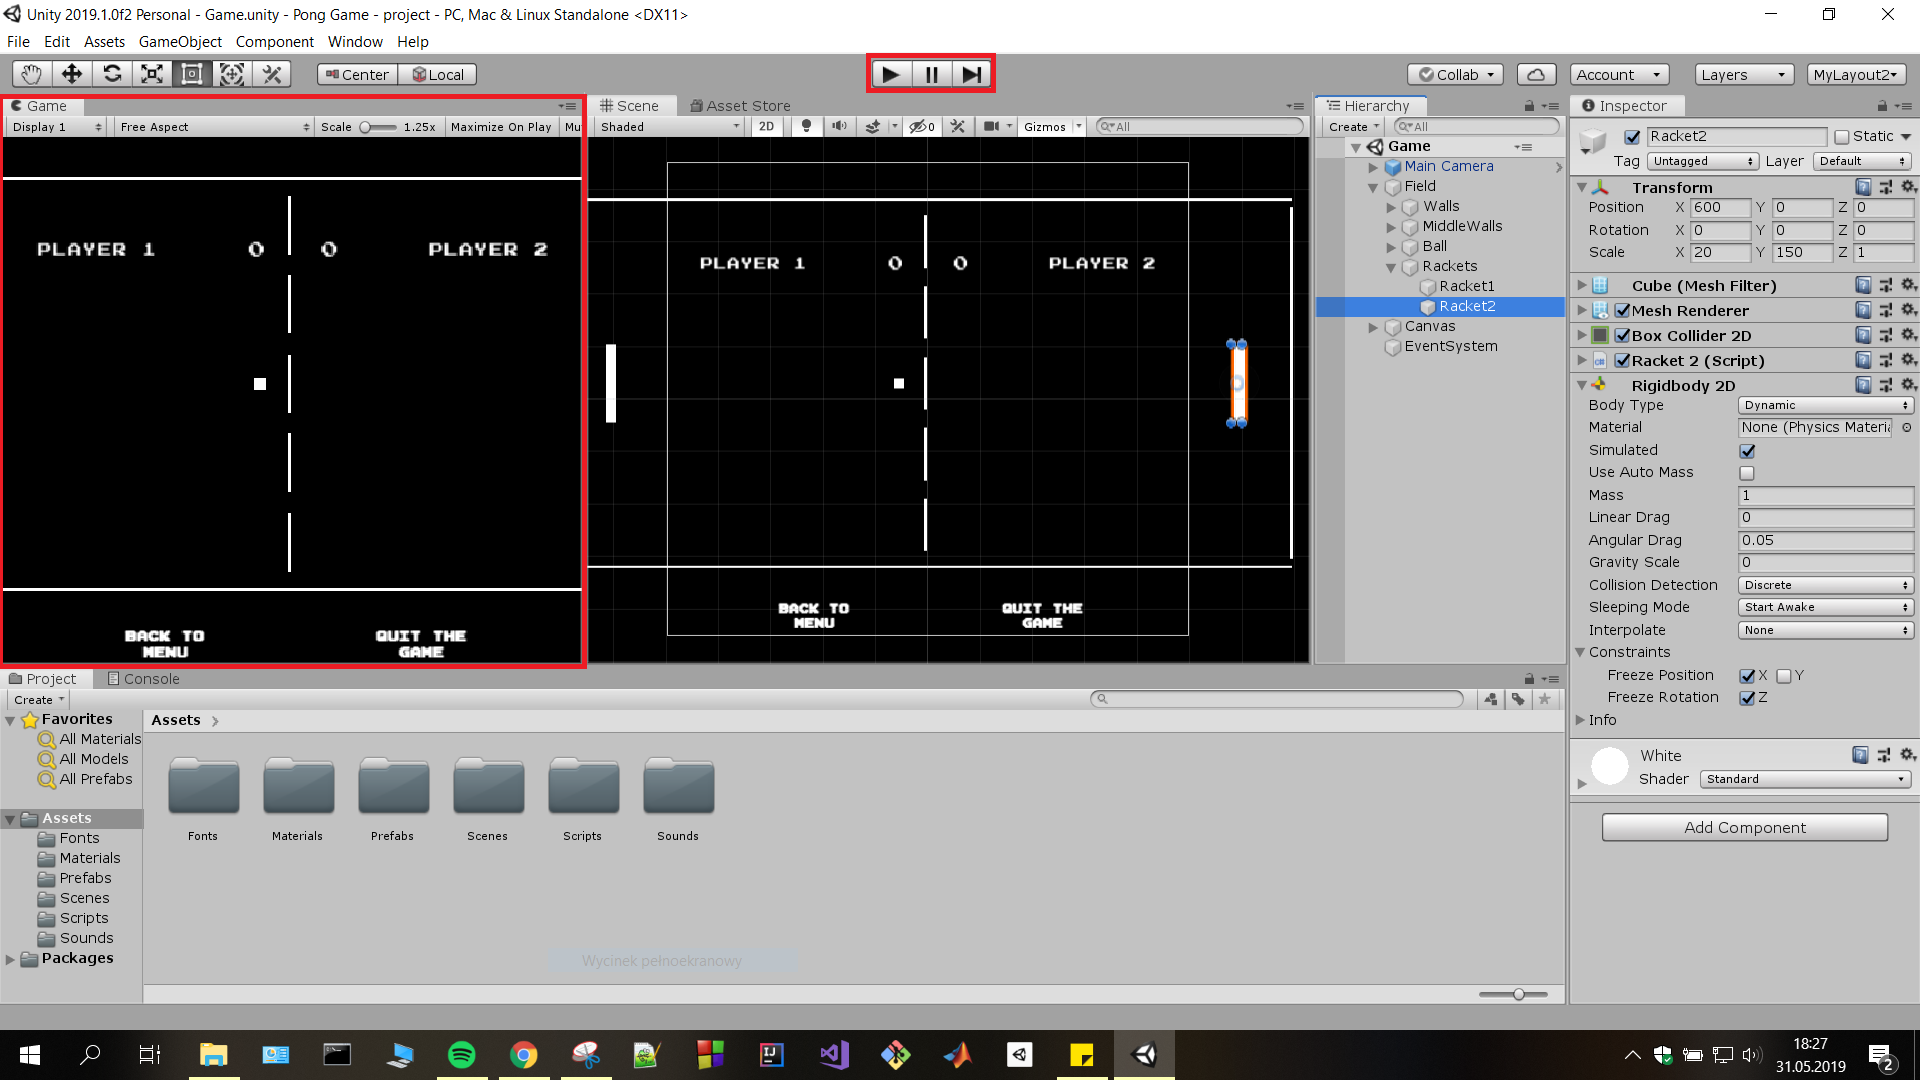 Unity 2019.1.0f2 Personal - Game.unity - Pong Game - project - PC, Mac & Linux Standalone <DX11>
File Edit Assets GameObject Component Window Help
Center Local Collab Account Layers MyLayout2
Game
Display 1 Free Aspect Scale 1.25x Maximize On Play Mu
PLAYER 1 0 0 PLAYER 2
BACK TO
MENU
QUIT THE
GAME
Scene Asset Store
Shaded 2D 0 Gizmos All
PLAYER 1 0 0 PLAYER 2
BACK TO
MENU
QUIT THE
GAME
Hierarchy
Create All
Game
Main Camera
Field
Walls
MiddleWalls
Ball
Rackets
Racket1
Racket2
Canvas
EventSystem
Inspector
Racket2 Static
Tag Untagged Layer Default
Transform
Position X 600 Y 0 Z 0
Rotation X 0 Y 0 Z 0
Scale X 20 Y 150 Z 1
Cube (Mesh Filter)
Mesh Renderer
Box Collider 2D
Racket 2 (Script)
Rigidbody 2D
Body Type Dynamic
Material None (Physics Materia
Simulated
Use Auto Mass
Mass 1
Linear Drag 0
Angular Drag 0.05
Gravity Scale 0
Collision Detection Discrete
Sleeping Mode Start Awake
Interpolate None
Constraints
Freeze Position X Y
Freeze Rotation Z
Info
White
Shader Standard
Add Component
Project Console
Create
Favorites
All Materials
All Models
All Prefabs
Assets
Fonts
Materials
Prefabs
Scenes
Scripts
Sounds
Packages
Assets
Fonts Materials Prefabs Scenes Scripts Sounds
Wycinek pełnoekranowy
18:27
31.05.2019
2